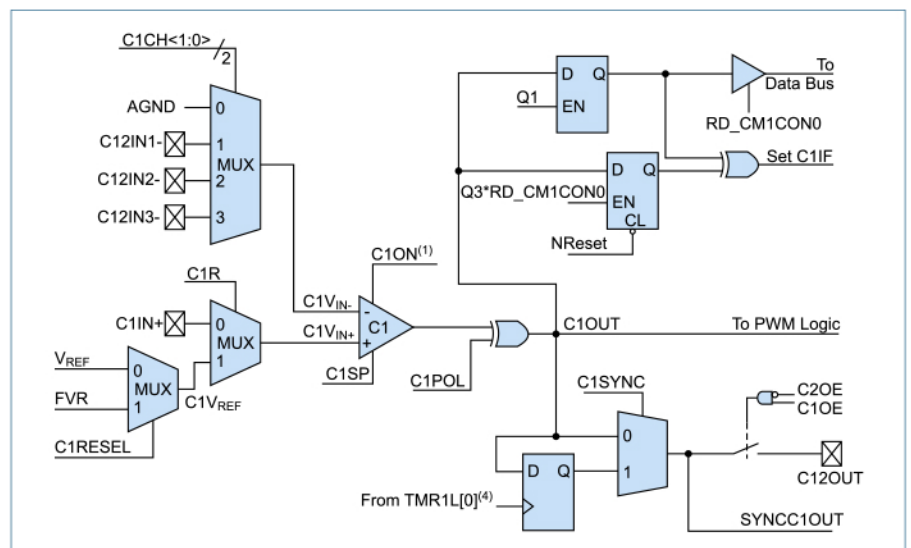 C1CH<1:0>
2
AGND
0
C12IN1-
1
MUX
C12IN2-
2
C12IN3-
3
C1R
C1IN+
0
MUX
1
VREF
0
MUX
FVR
1
C1VREF
C1RESEL
C1ON(1)
C1VIN-
-
C1
C1VIN+
+
C1SP
C1POL
C1OUT
To PWM Logic
D Q
Q1
EN
To
Data Bus
RD_CM1CON0
D Q
Q3*RD_CM1CON0
EN
CL
NReset
Set C1IF
C1SYNC
0
1
D Q
From TMR1L[0](4)
C2OE
C1OE
C12OUT
SYNCC1OUT